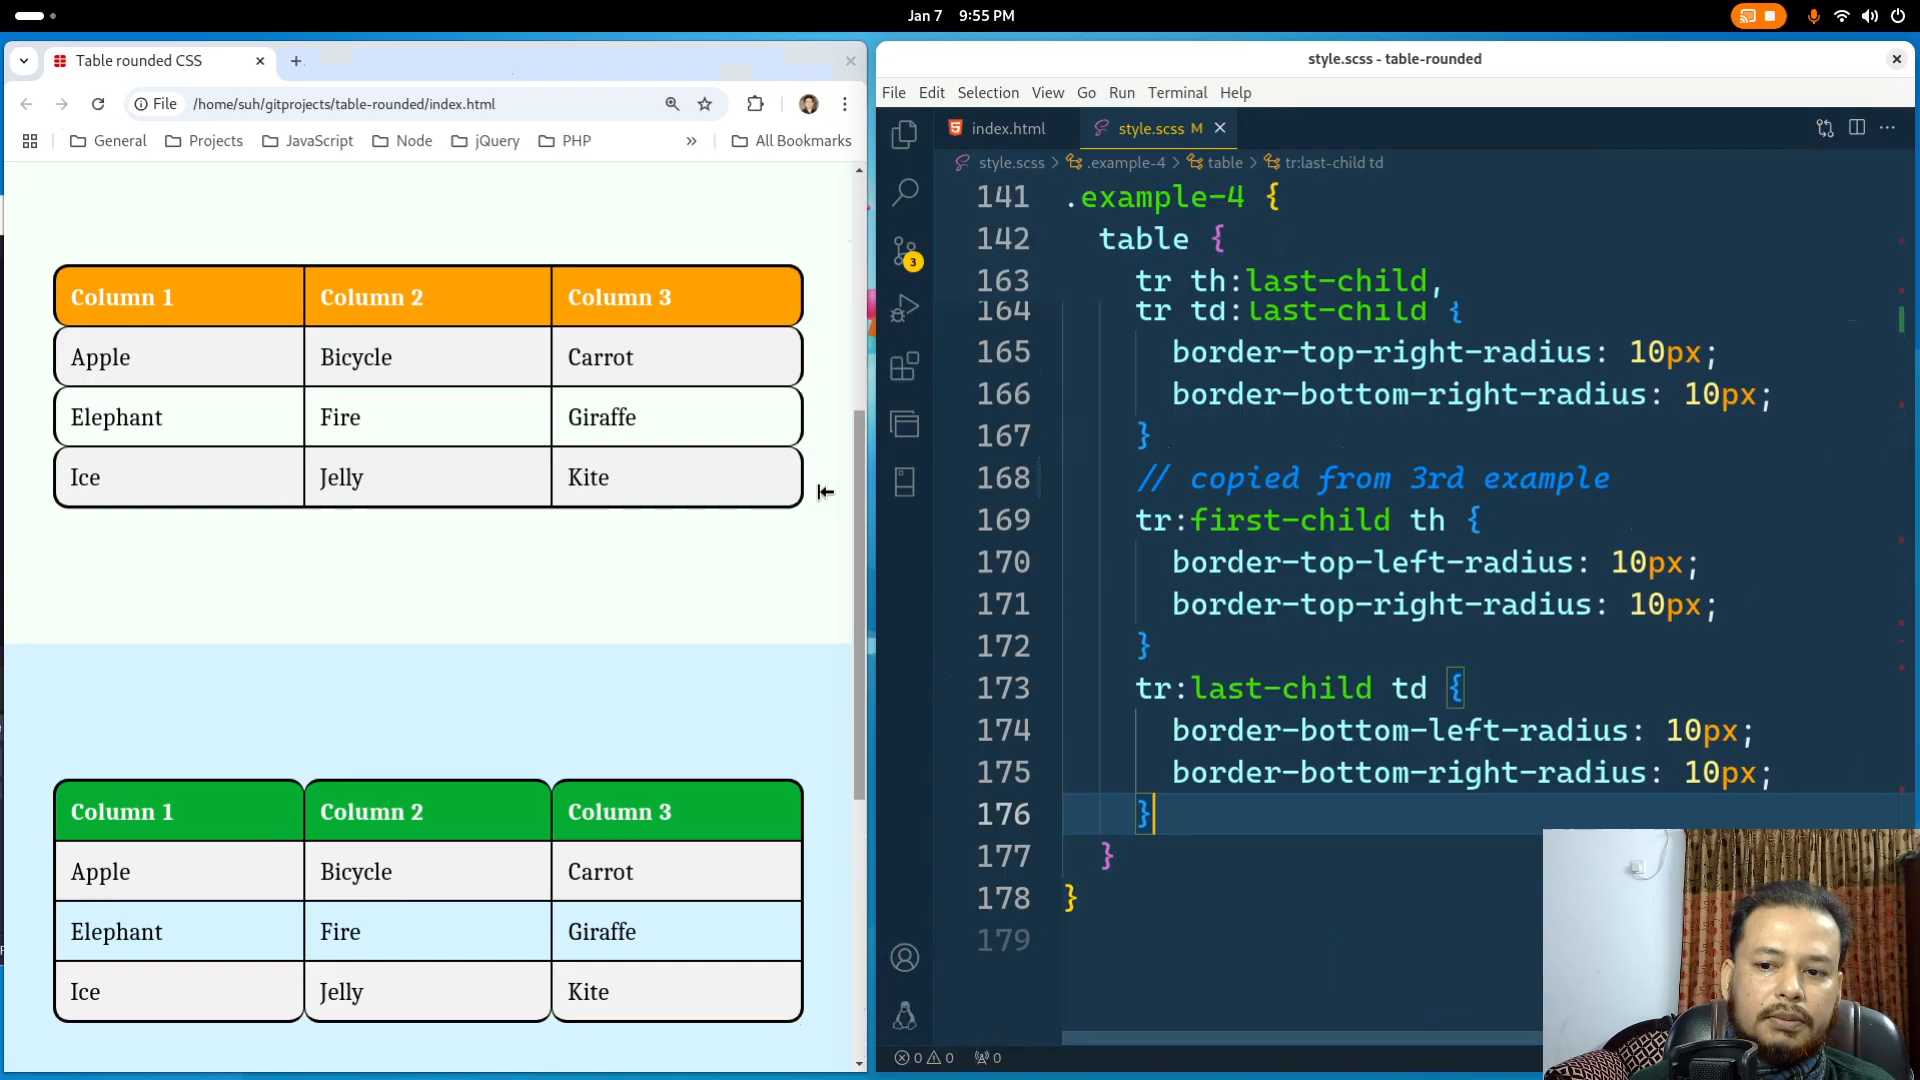 Jan 7 9:55 PM
Table rounded CSS
File /home/suh/gitprojects/table-rounded/index.html
General Projects JavaScript Node jQuery PHP » All Bookmarks
Column 1 Column 2 Column 3
Apple Bicycle Carrot
Elephant Fire Giraffe
Ice Jelly Kite
Column 1 Column 2 Column 3
Apple Bicycle Carrot
Elephant Fire Giraffe
Ice Jelly Kite
style.scss - table-rounded
File Edit Selection View Go Run Terminal Help
index.html style.scss M
style.scss > .example-4 > table > tr:last-child td
3
141 .example-4 {
142 table {
163 tr th:last-child,
164 tr td:last-child {
165 border-top-right-radius: 10px;
166 border-bottom-right-radius: 10px;
167 }
168 // copied from 3rd example
169 tr:first-child th {
170 border-top-left-radius: 10px;
171 border-top-right-radius: 10px;
172 }
173 tr:last-child td {
174 border-bottom-left-radius: 10px;
175 border-bottom-right-radius: 10px;
176 }
177 }
178 }
179
0 0 0